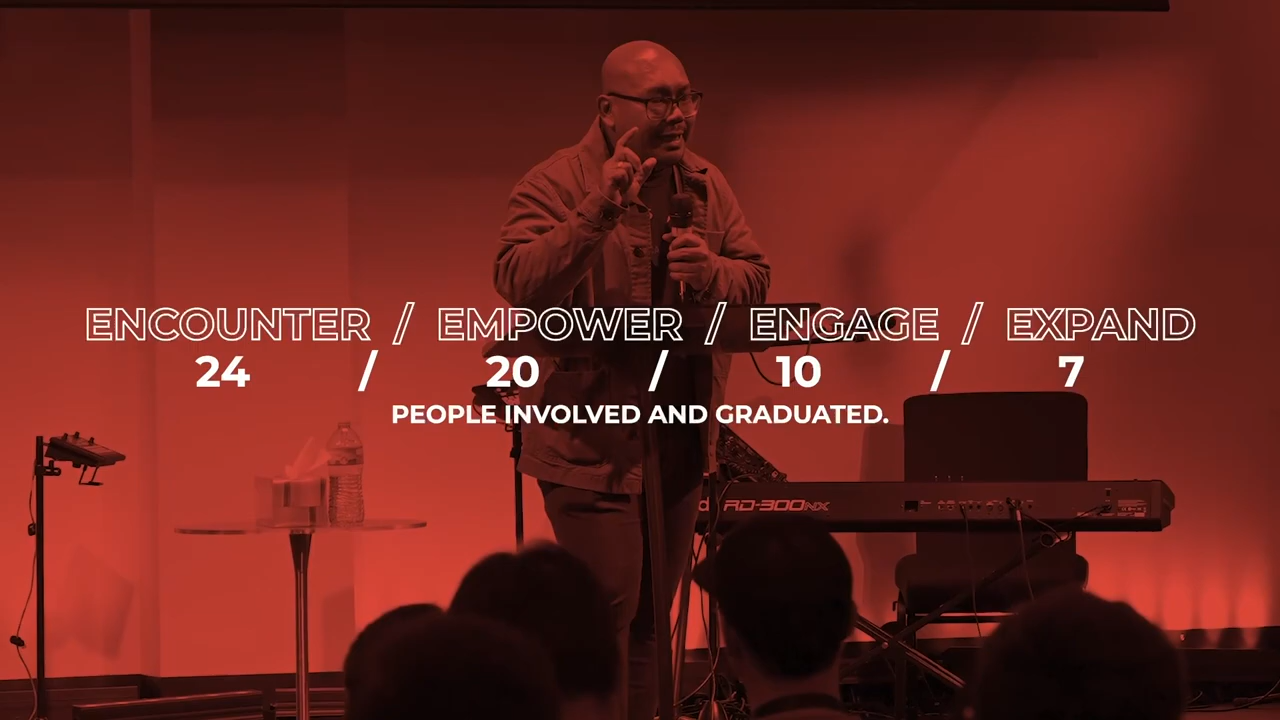 ENCOUNTER / EMPOWER / ENGAGE / EXPAND
24 / 20 / 10 / 7
PEOPLE INVOLVED AND GRADUATED.
RD-300NX